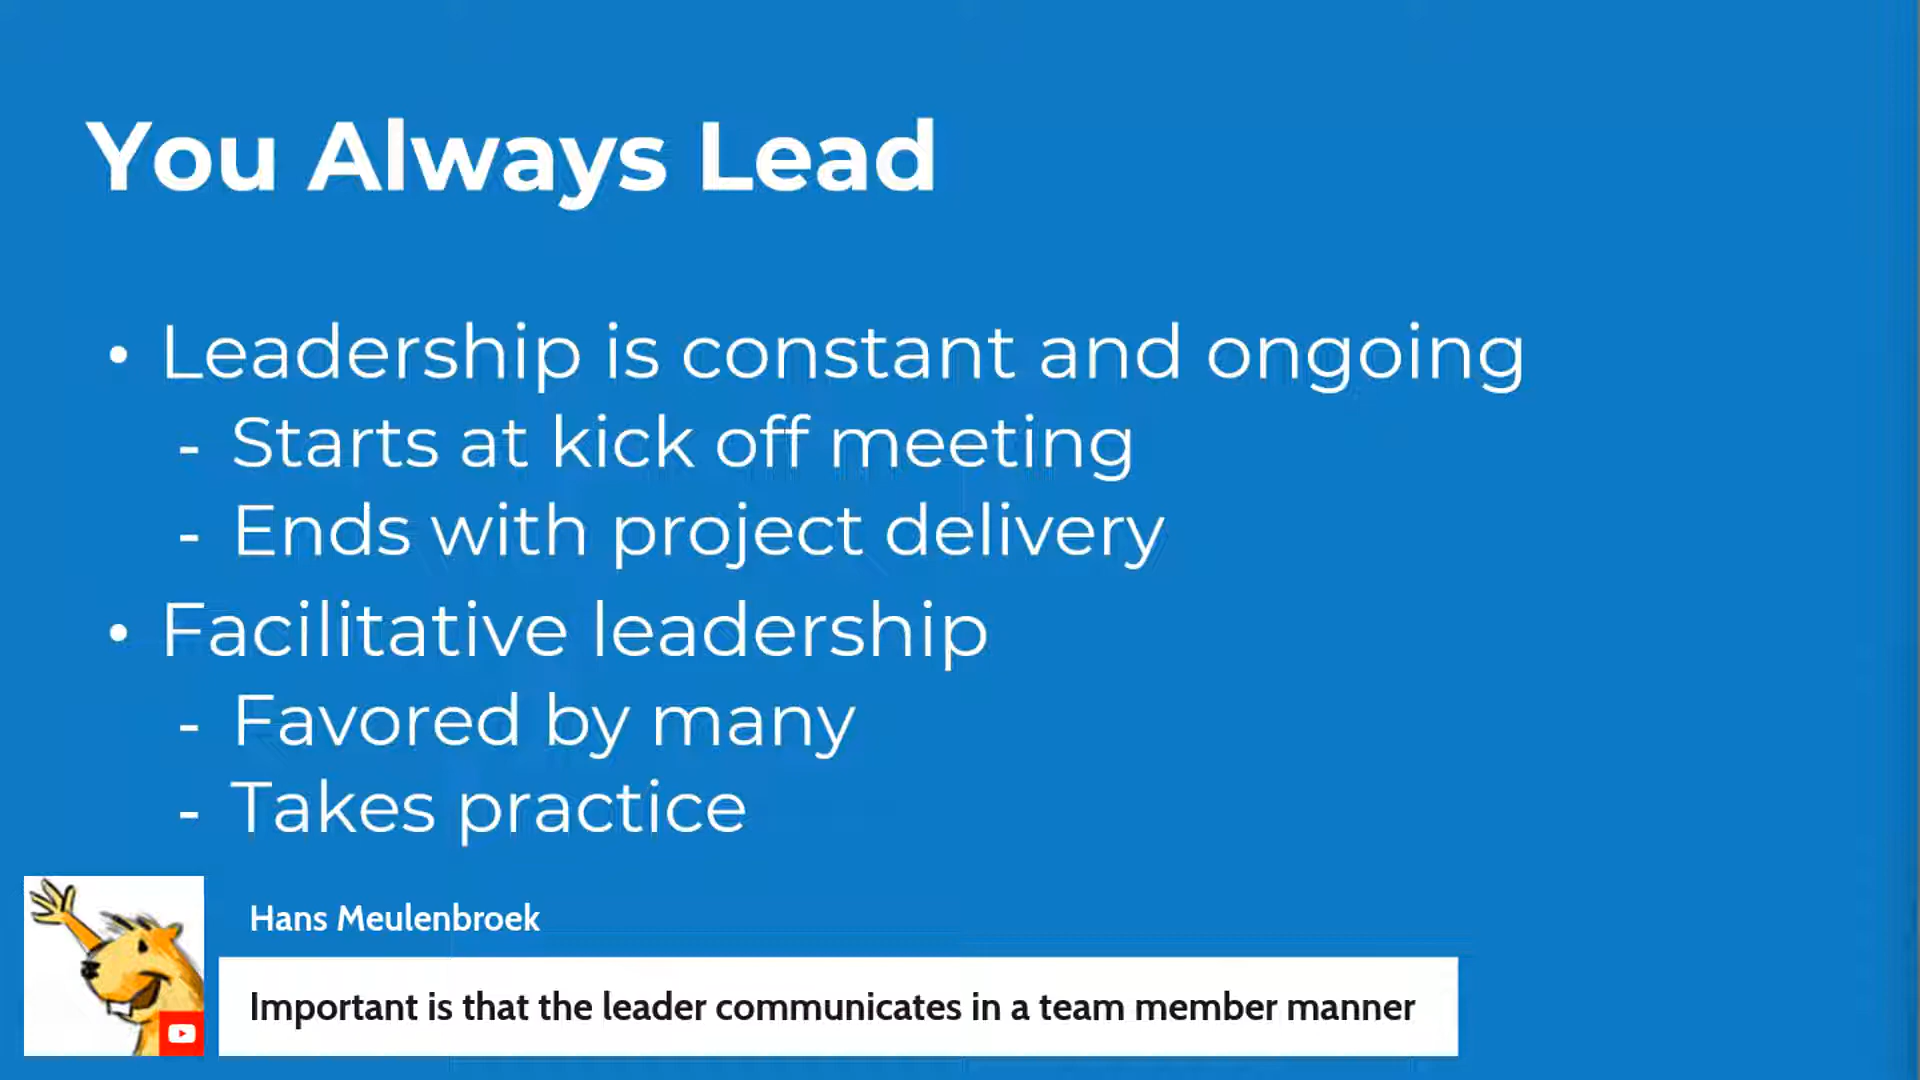 You Always Lead
• Leadership is constant and ongoing
- Starts at kick off meeting
- Ends with project delivery
• Facilitative leadership
- Favored by many
- Takes practice
Hans Meulenbroek
Important is that the leader communicates in a team member manner